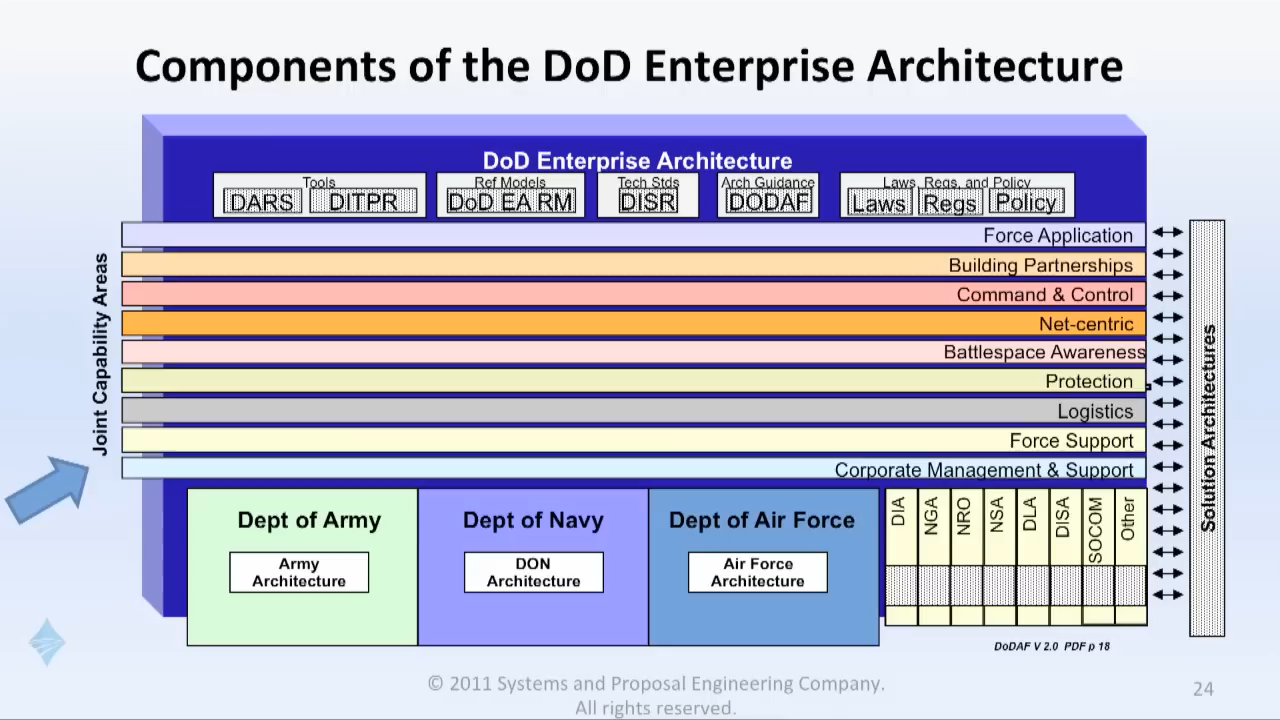 Components of the DoD Enterprise Architecture
DoD Enterprise Architecture
Tools
DARS DITPR
Ref Models
DoD EA RM
Tech Stds
DISR
Arch Guidance
DODAF
Laws, Regs, and Policy
Laws Regs Policy
Joint Capability Areas
Force Application
Building Partnerships
Command & Control
Net-centric
Battlespace Awareness
Protection
Logistics
Force Support
Corporate Management & Support
Solution Architectures
Dept of Army
Army
Architecture
Dept of Navy
DON
Architecture
Dept of Air Force
Air Force
Architecture
DIA
NGA
NRO
NSA
DLA
DISA
SOCOM
Other
DoDAF V 2.0 PDF p 18
© 2011 Systems and Proposal Engineering Company.
All rights reserved.
24